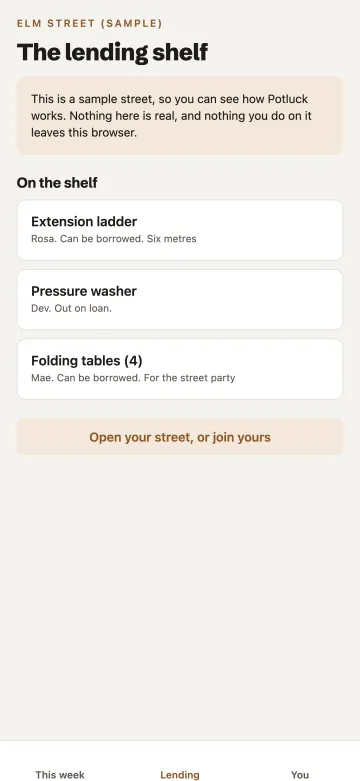 ELM STREET (SAMPLE)
The lending shelf
This is a sample street, so you can see how Potluck
works. Nothing here is real, and nothing you do on it
leaves this browser.
On the shelf
Extension ladder
Rosa. Can be borrowed. Six metres
Pressure washer
Dev. Out on loan.
Folding tables (4)
Mae. Can be borrowed. For the street party
Open your street, or join yours
This week
Lending
You